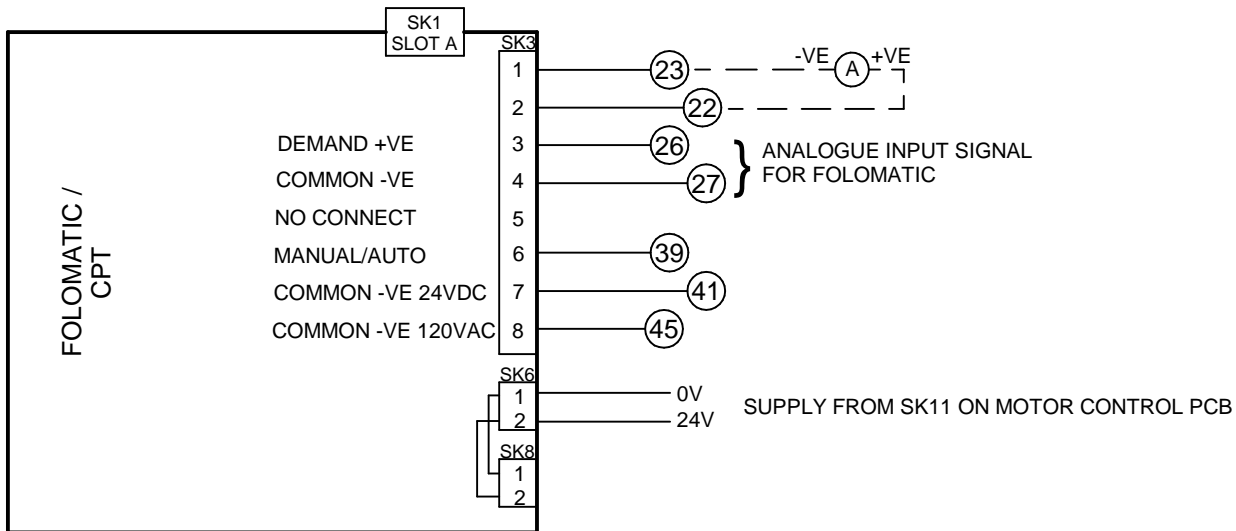 SK1
SLOT A
SK3
1
23
-VE
A
+VE
2
22
DEMAND +VE
3
26
ANALOGUE INPUT SIGNAL
FOR FOLOMATIC
COMMON -VE
4
27
NO CONNECT
5
MANUAL/AUTO
6
39
COMMON -VE 24VDC
7
41
COMMON -VE 120VAC
8
45
FOLOMATIC /
CPT
SK6
1
0V
2
24V
SUPPLY FROM SK11 ON MOTOR CONTROL PCB
SK8
1
2